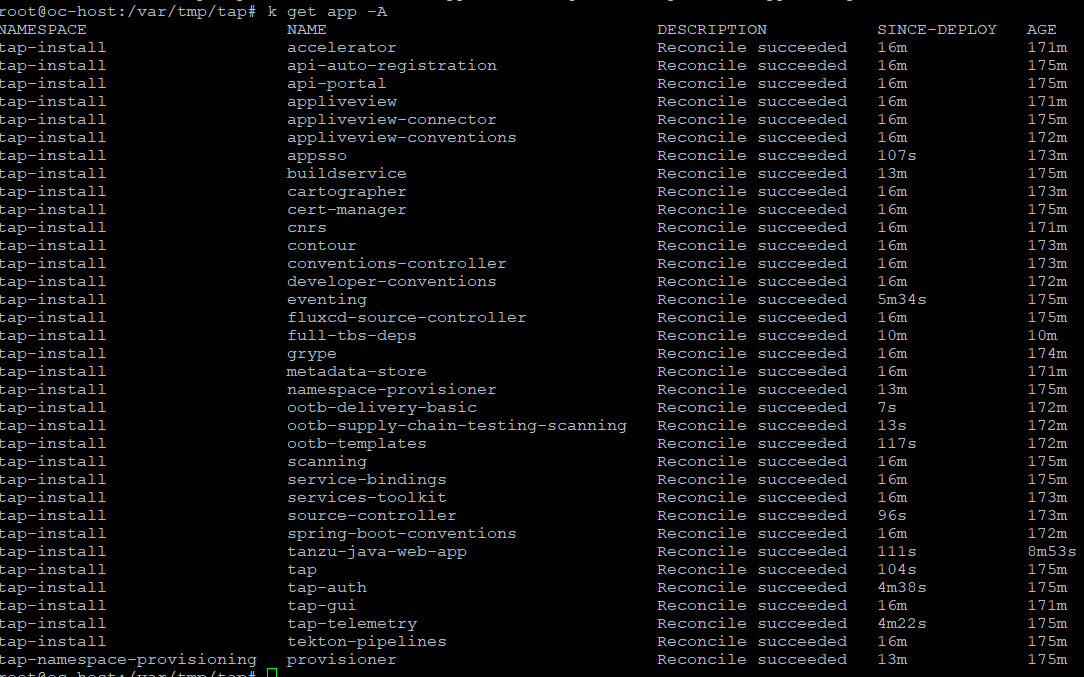 root@oc-host:/var/tmp/tap# k get app -A
NAMESPACE NAME DESCRIPTION SINCE-DEPLOY AGE
tap-install accelerator Reconcile succeeded 16m 171m
tap-install api-auto-registration Reconcile succeeded 16m 175m
tap-install api-portal Reconcile succeeded 16m 175m
tap-install appliveview Reconcile succeeded 16m 171m
tap-install appliveview-connector Reconcile succeeded 16m 175m
tap-install appliveview-conventions Reconcile succeeded 16m 172m
tap-install appsso Reconcile succeeded 107s 173m
tap-install buildservice Reconcile succeeded 13m 175m
tap-install cartographer Reconcile succeeded 16m 173m
tap-install cert-manager Reconcile succeeded 16m 175m
tap-install cnrs Reconcile succeeded 16m 171m
tap-install contour Reconcile succeeded 16m 173m
tap-install conventions-controller Reconcile succeeded 16m 173m
tap-install developer-conventions Reconcile succeeded 16m 172m
tap-install eventing Reconcile succeeded 5m34s 175m
tap-install fluxcd-source-controller Reconcile succeeded 16m 175m
tap-install full-tbs-deps Reconcile succeeded 10m 10m
tap-install grype Reconcile succeeded 16m 174m
tap-install metadata-store Reconcile succeeded 16m 171m
tap-install namespace-provisioner Reconcile succeeded 13m 175m
tap-install ootb-delivery-basic Reconcile succeeded 7s 172m
tap-install ootb-supply-chain-testing-scanning Reconcile succeeded 13s 172m
tap-install ootb-templates Reconcile succeeded 117s 172m
tap-install scanning Reconcile succeeded 16m 175m
tap-install service-bindings Reconcile succeeded 16m 175m
tap-install services-toolkit Reconcile succeeded 16m 173m
tap-install source-controller Reconcile succeeded 96s 173m
tap-install spring-boot-conventions Reconcile succeeded 16m 172m
tap-install tanzu-java-web-app Reconcile succeeded 111s 8m53s
tap-install tap Reconcile succeeded 104s 175m
tap-install tap-auth Reconcile succeeded 4m38s 175m
tap-install tap-gui Reconcile succeeded 16m 171m
tap-install tap-telemetry Reconcile succeeded 4m22s 175m
tap-install tekton-pipelines Reconcile succeeded 16m 175m
tap-namespace-provisioning provisioner Reconcile succeeded 13m 175m
root@oc-host:/var/tmp/tap#